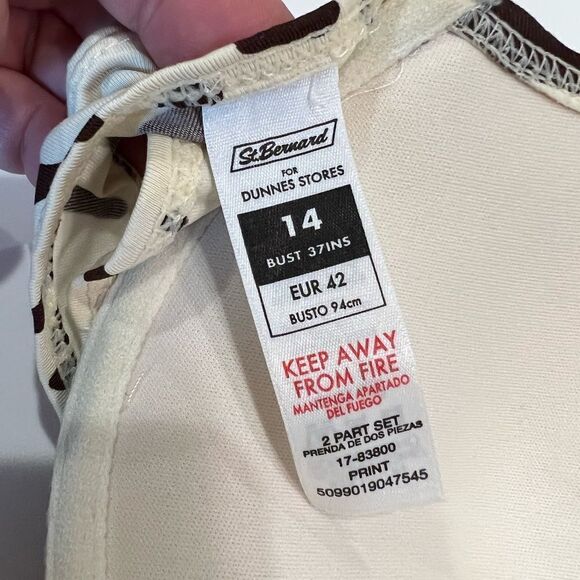 St.Bernard
FOR
DUNNES STORES
14
BUST 37INS
EUR 42
BUSTO 94cm
KEEP AWAY
FROM FIRE
MANTENGA APARTADO
DEL FUEGO
2 PART SET
PRENDA DE DOS PIEZAS
17-83800
PRINT
5099019047545